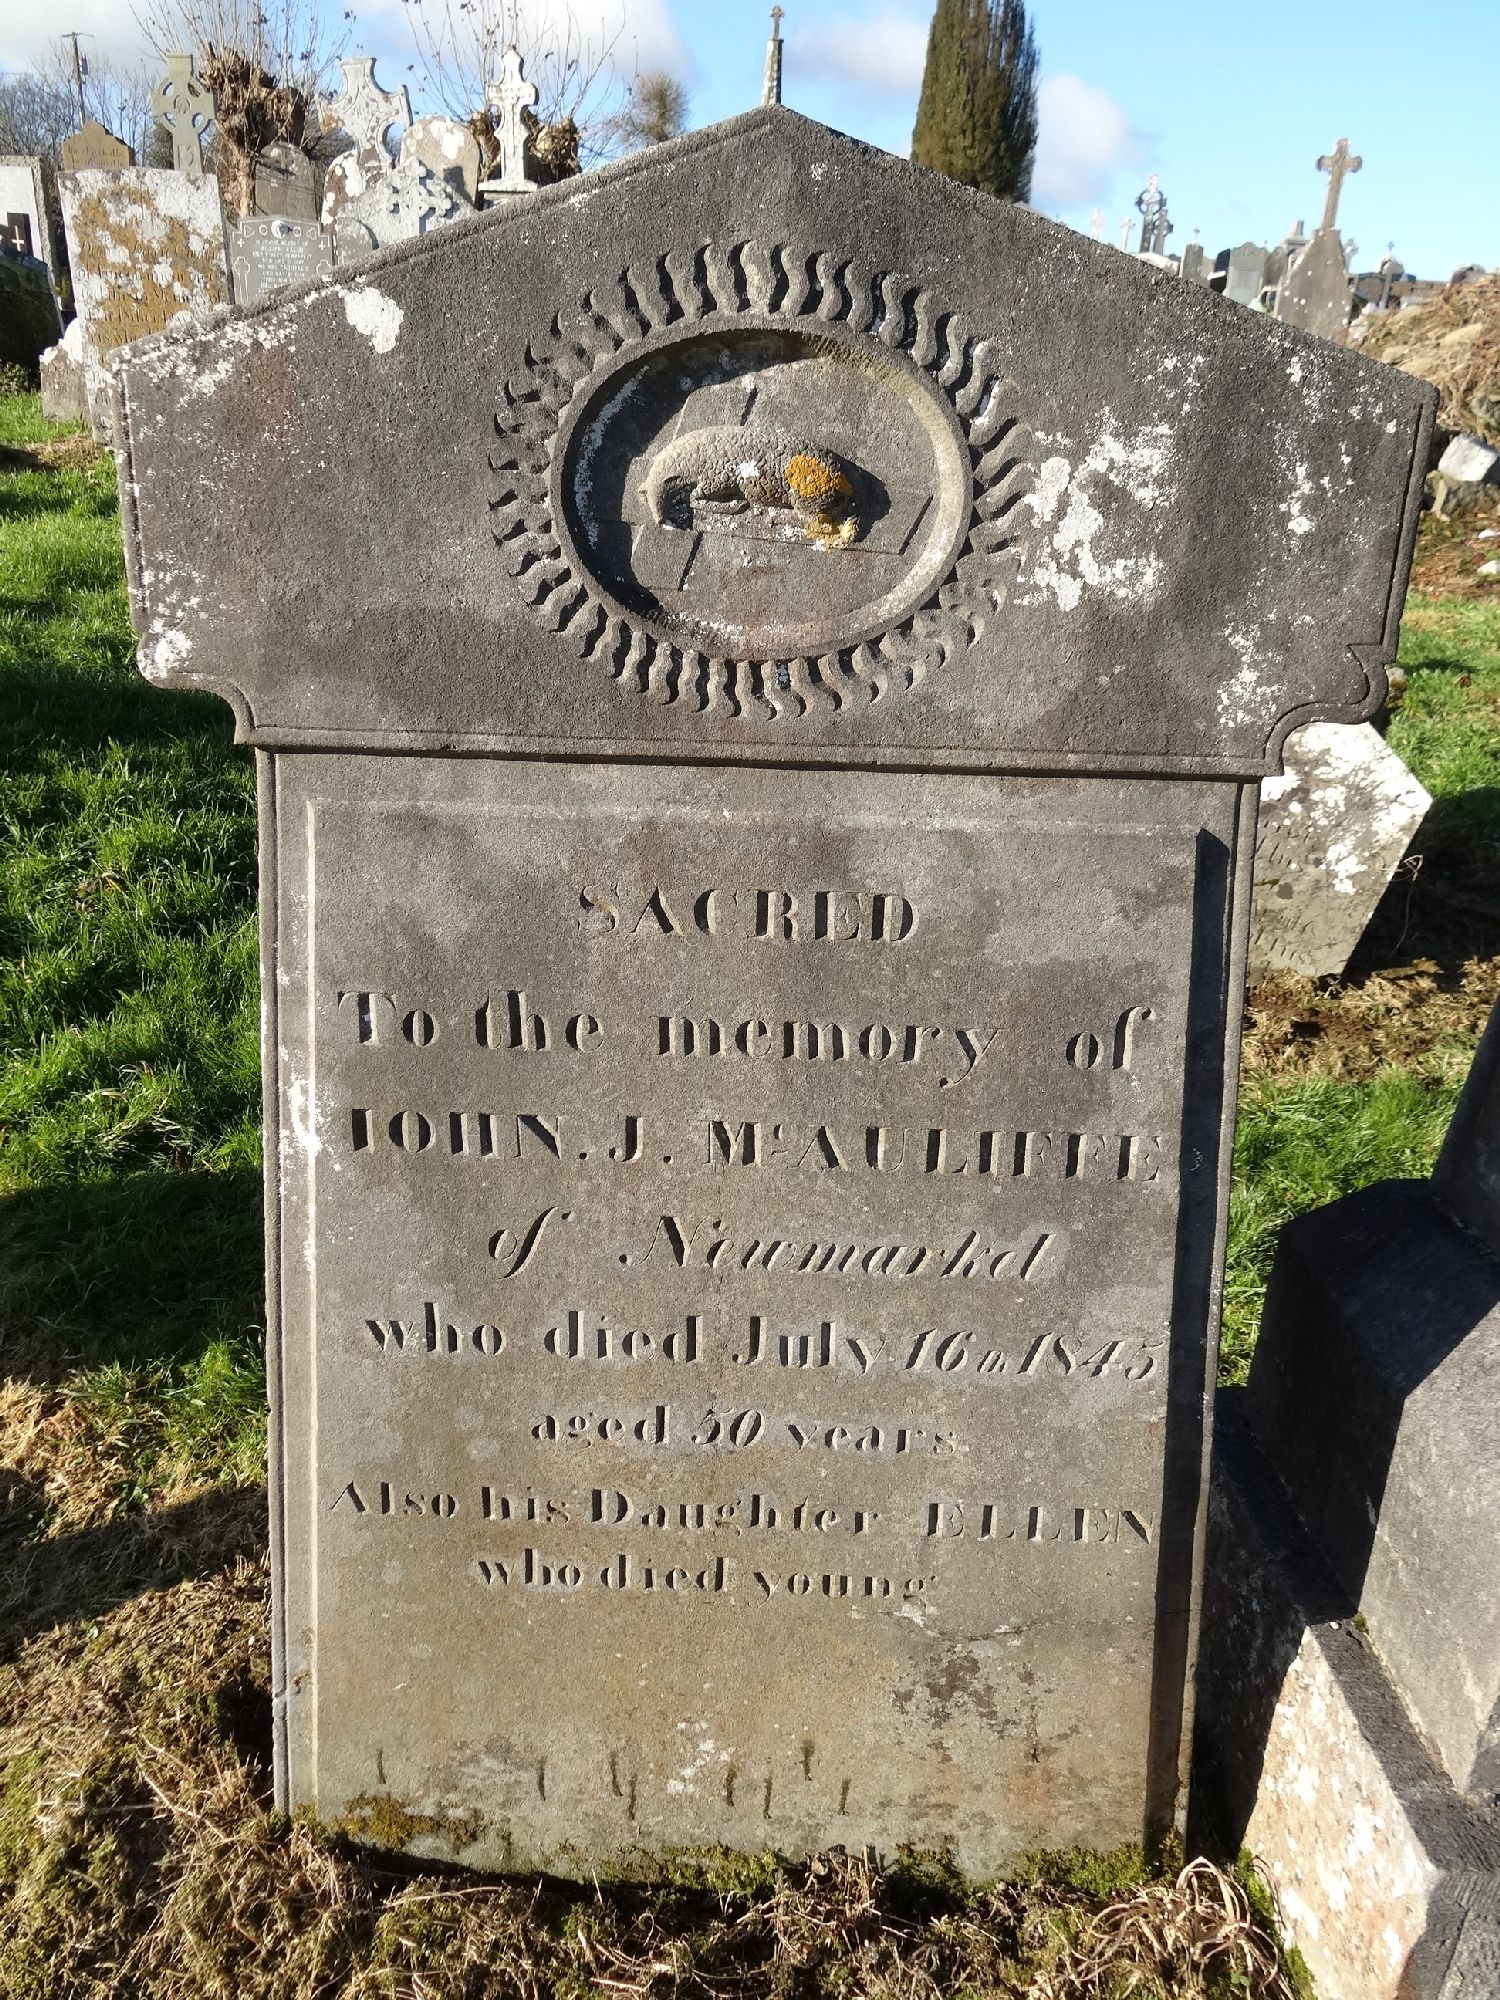 SACRED
To the memory of
IOHN. J. McAULIFFE
of Newmarket
who died July 16th 1845
aged 50 years
Also his Daughter ELLEN
who died young